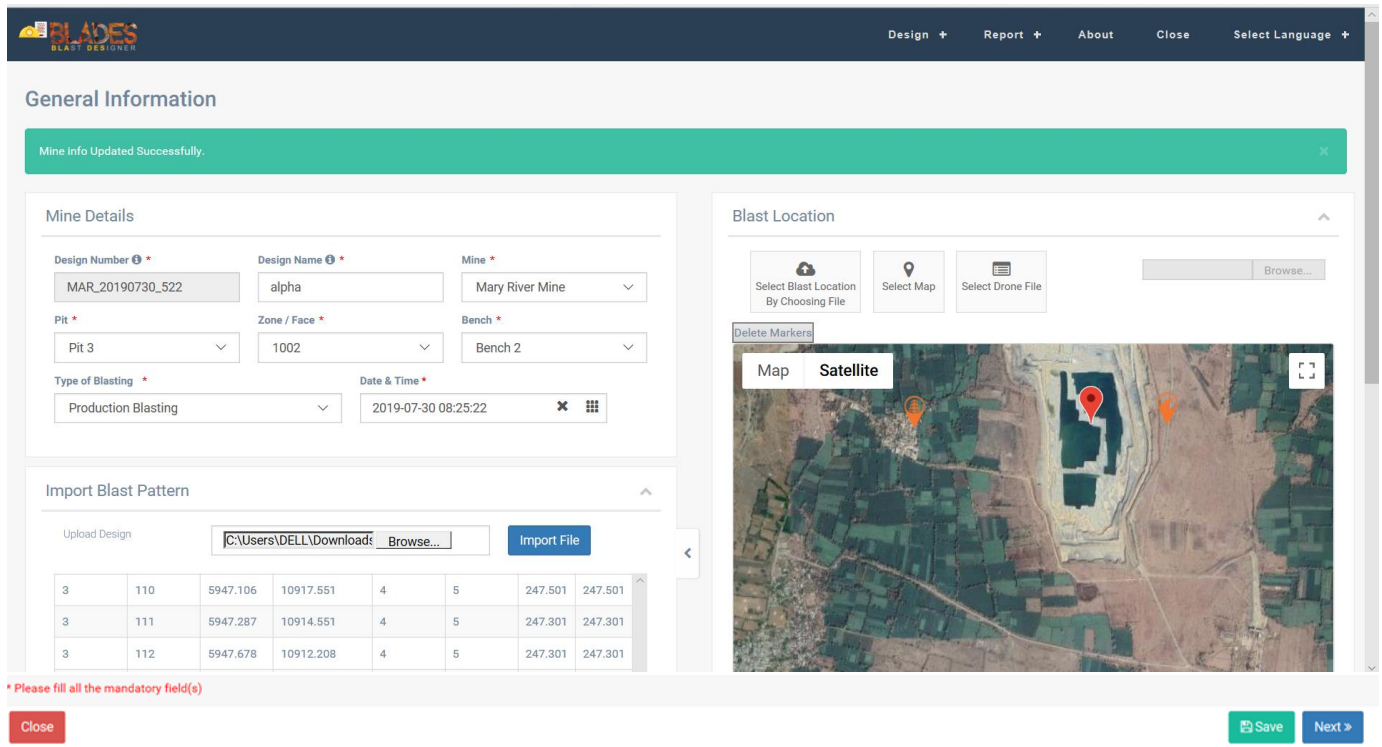 BLADES
BLAST DESIGNER
Design + Report + About Close Select Language +
General Information
Mine info Updated Successfully. ×
Mine Details
Design Number * Design Name * Mine *
MAR_20190730_522 alpha Mary River Mine
Pit * Zone / Face * Bench *
Pit 3 1002 Bench 2
Type of Blasting * Date & Time *
Production Blasting 2019-07-30 08:25:22
Import Blast Pattern
Upload Design C:\Users\DELL\Downloads Browse... Import File
3 110 5947.106 10917.551 4 5 247.501 247.501
3 111 5947.287 10914.551 4 5 247.301 247.301
3 112 5947.678 10912.208 4 5 247.301 247.301
Blast Location
Select Blast Location
By Choosing File
Select Map
Select Drone File
Browse...
Delete Markers
Map Satellite
* Please fill all the mandatory field(s)
Close Save Next »